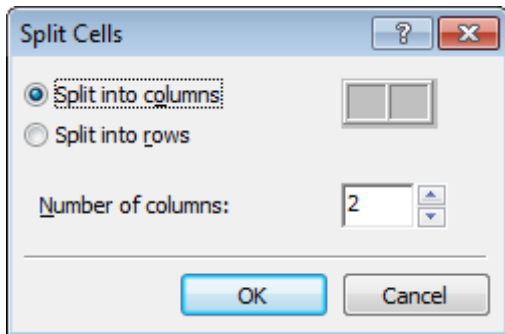 Split Cells
?
Split into columns
Split into rows
Number of columns: 2
OK Cancel